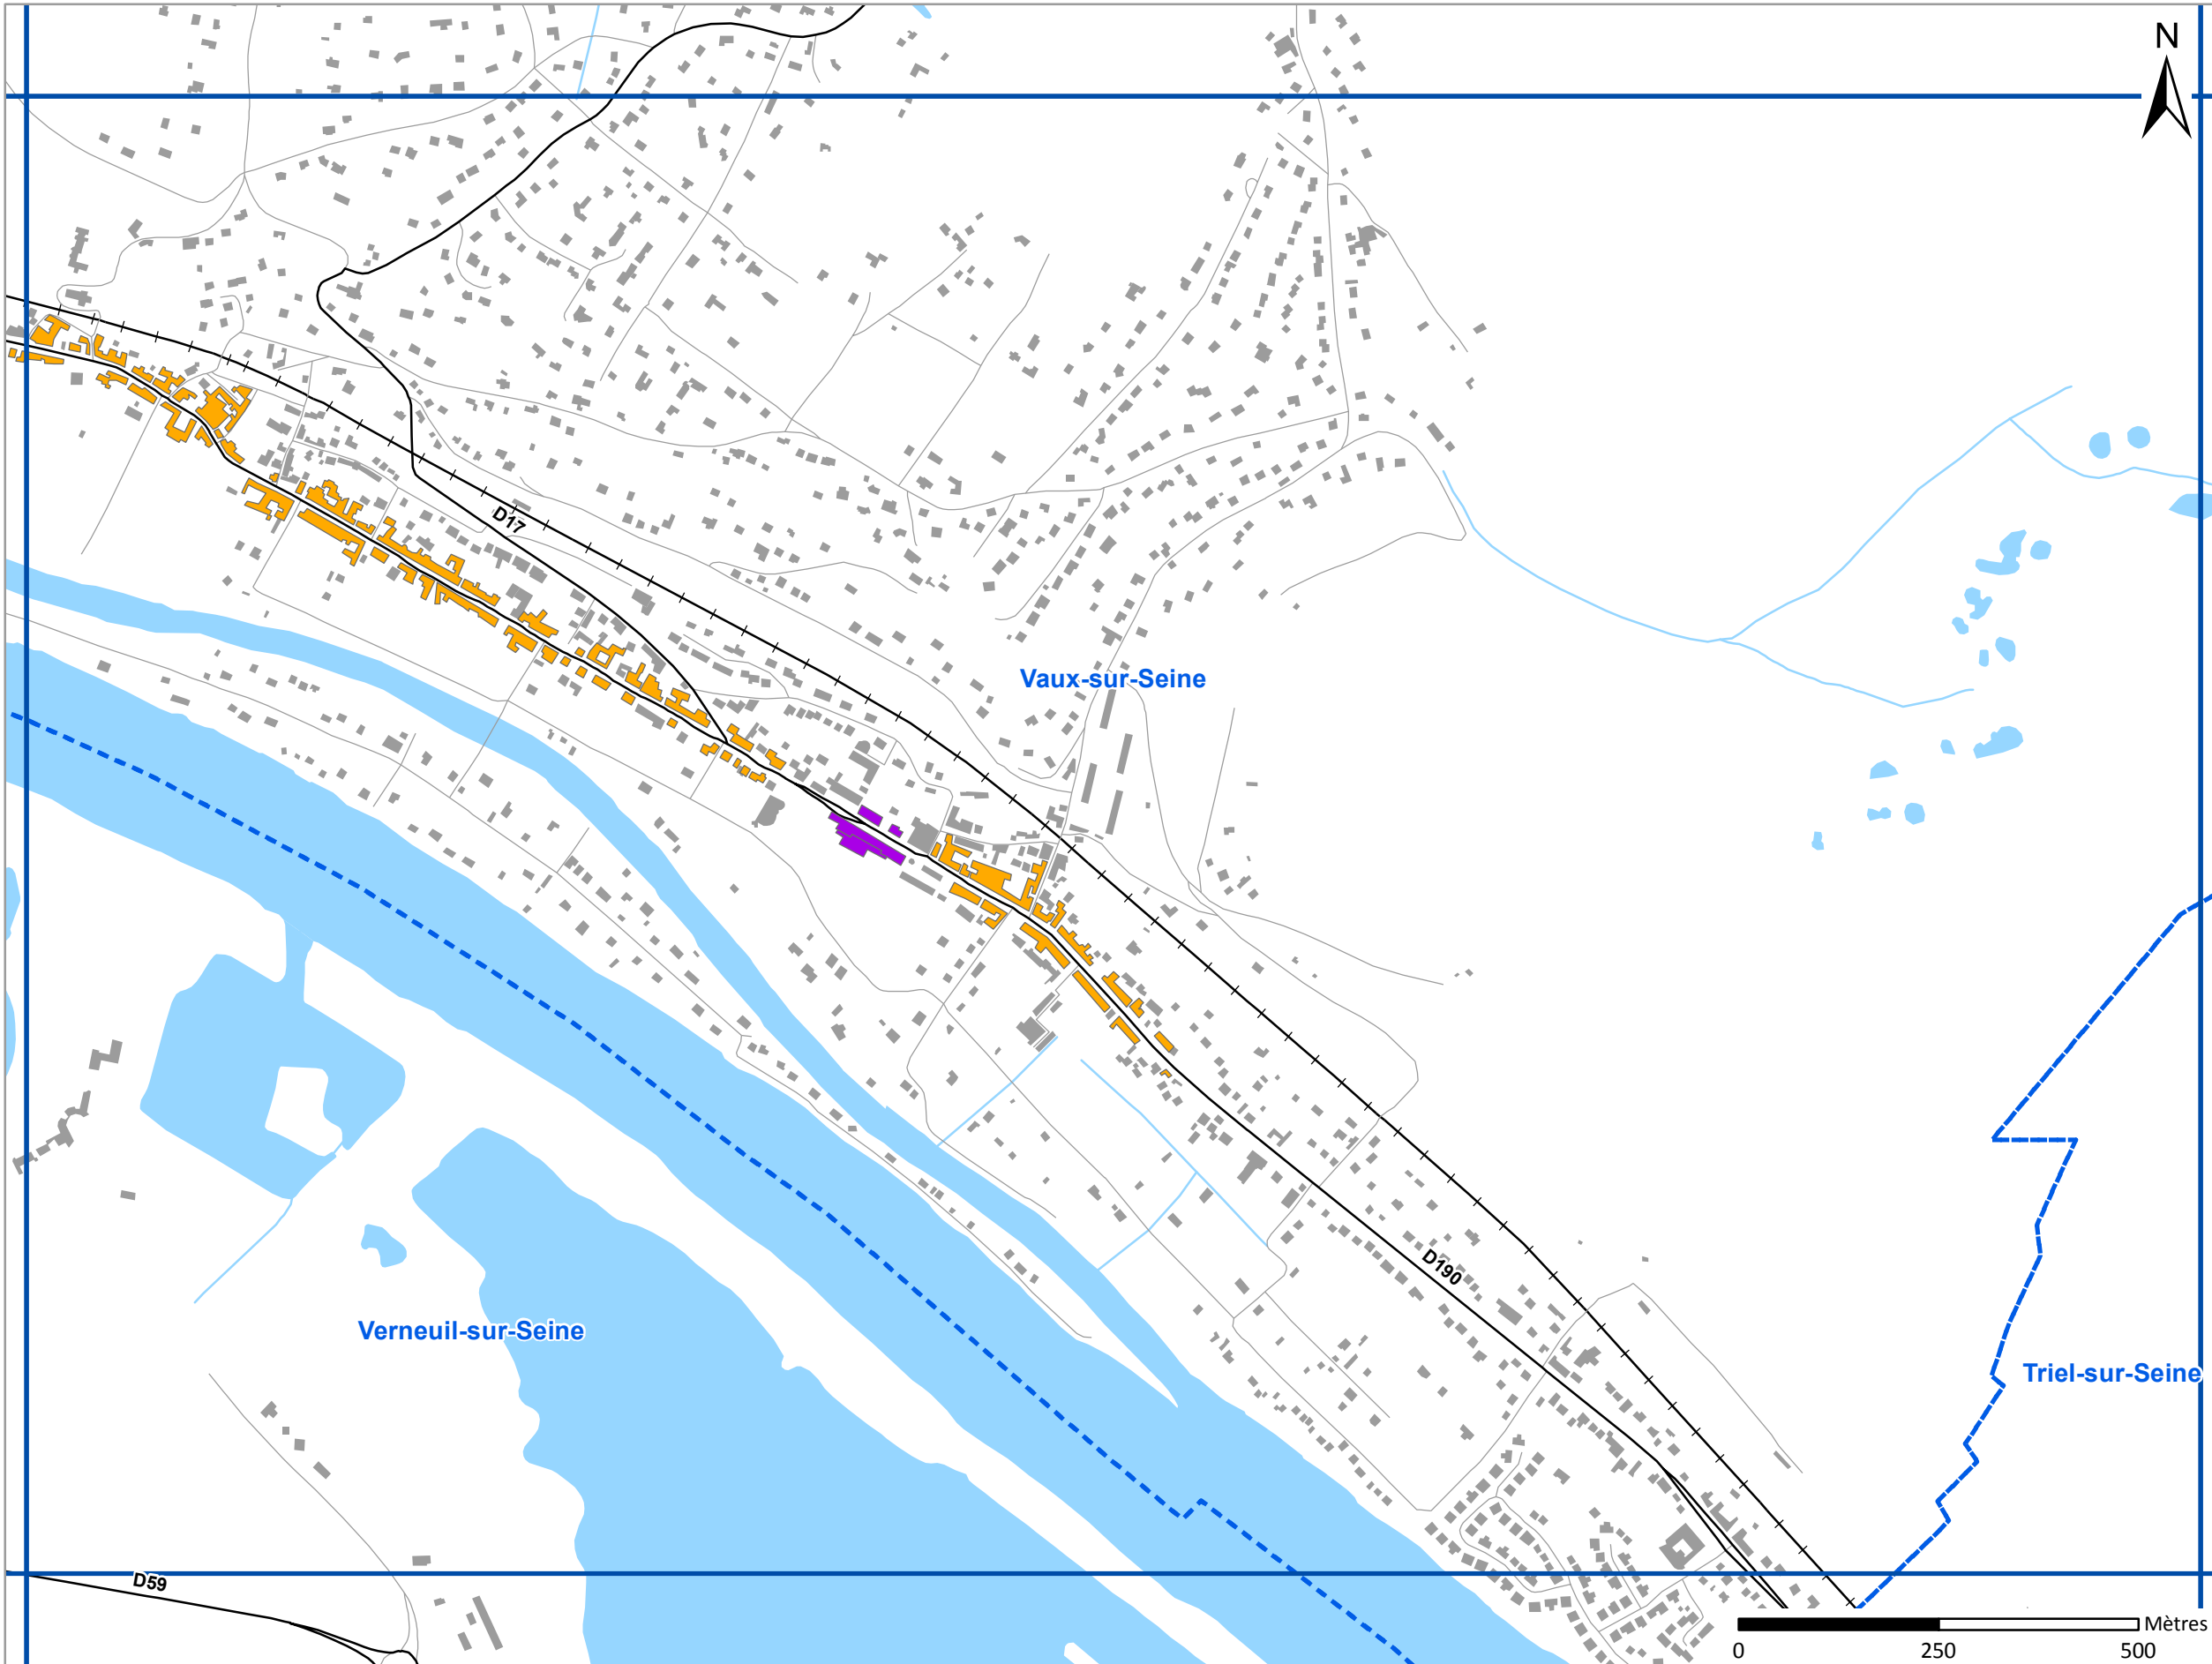 N
D17
Vaux-sur-Seine
D190
Verneuil-sur-Seine
Triel-sur-Seine
D59
Mètres
0 250 500